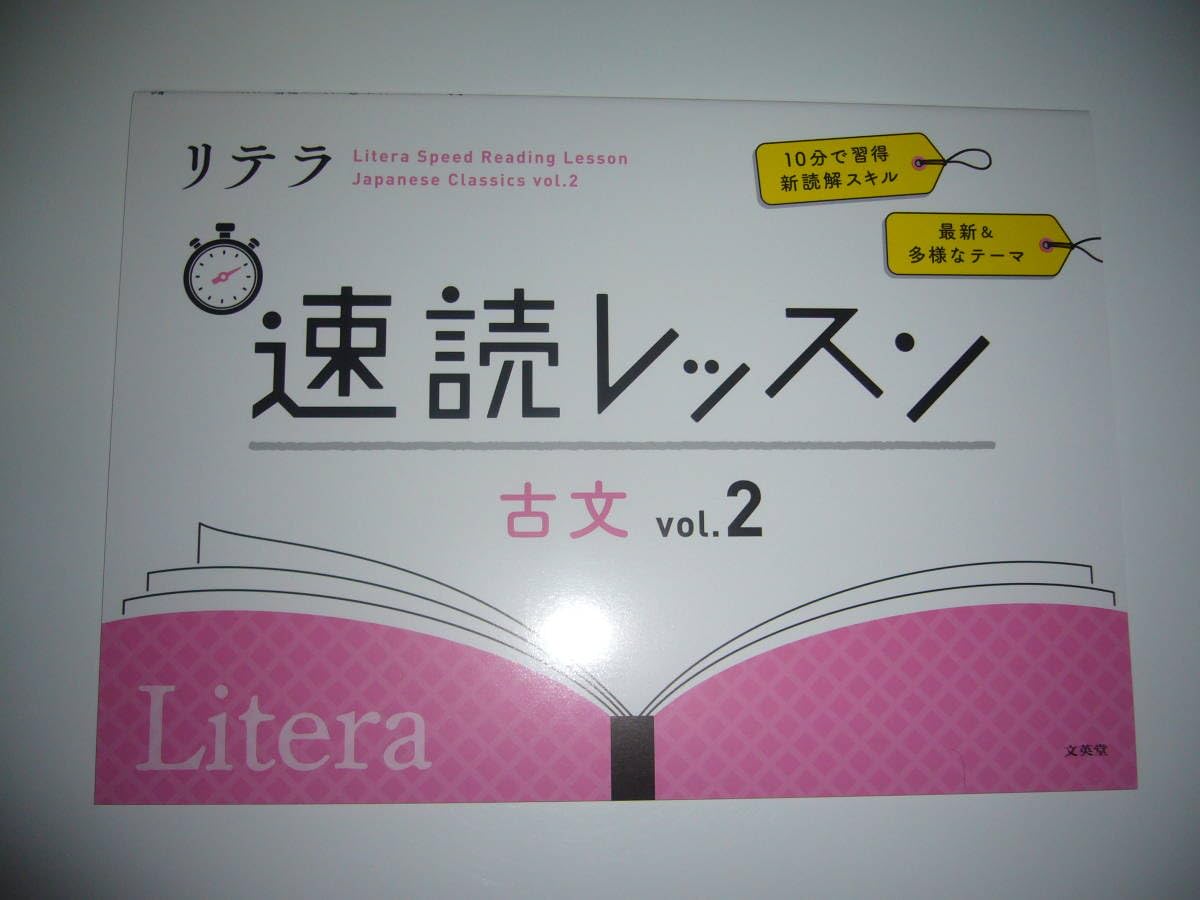 リテラ
Litera Speed Reading Lesson
Japanese Classics vol.2
10分で習得
新読解スキル
最新&
多様なテーマ
速読レッスン
古文 vol.2
Litera
文英堂